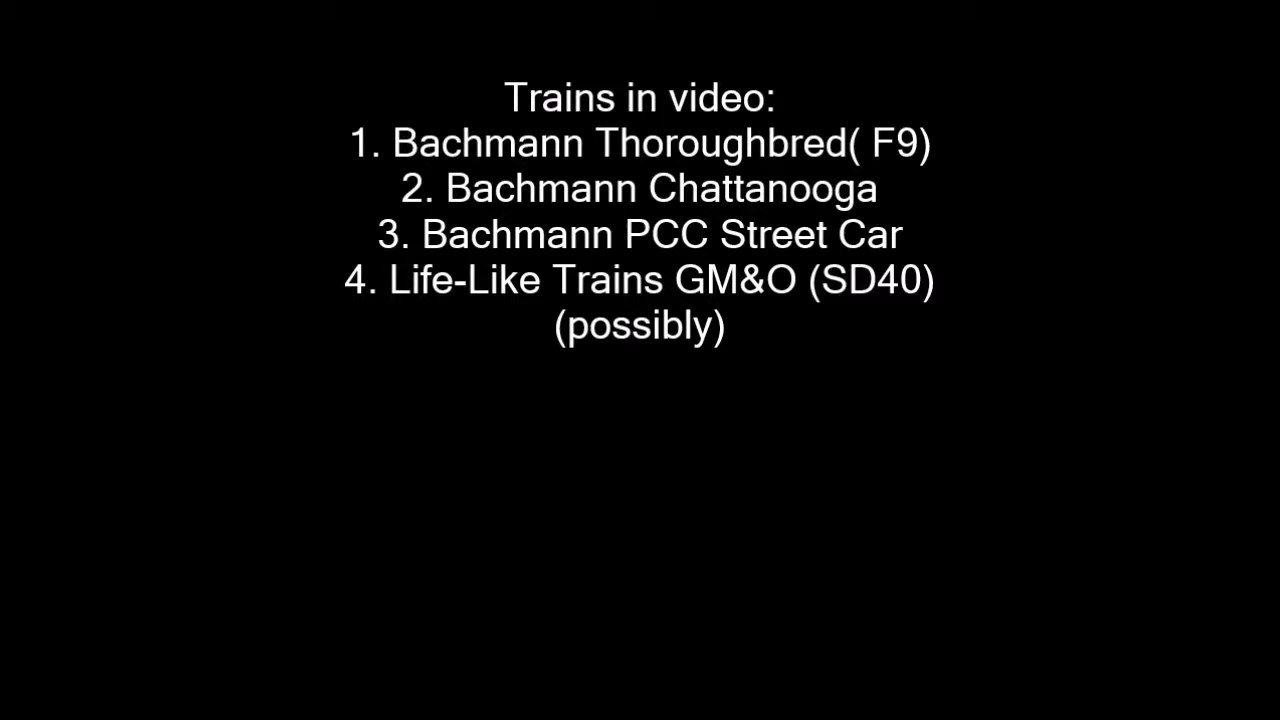 Trains in video:
1. Bachmann Thoroughbred( F9)
2. Bachmann Chattanooga
3. Bachmann PCC Street Car
4. Life-Like Trains GM&O (SD40)
(possibly)